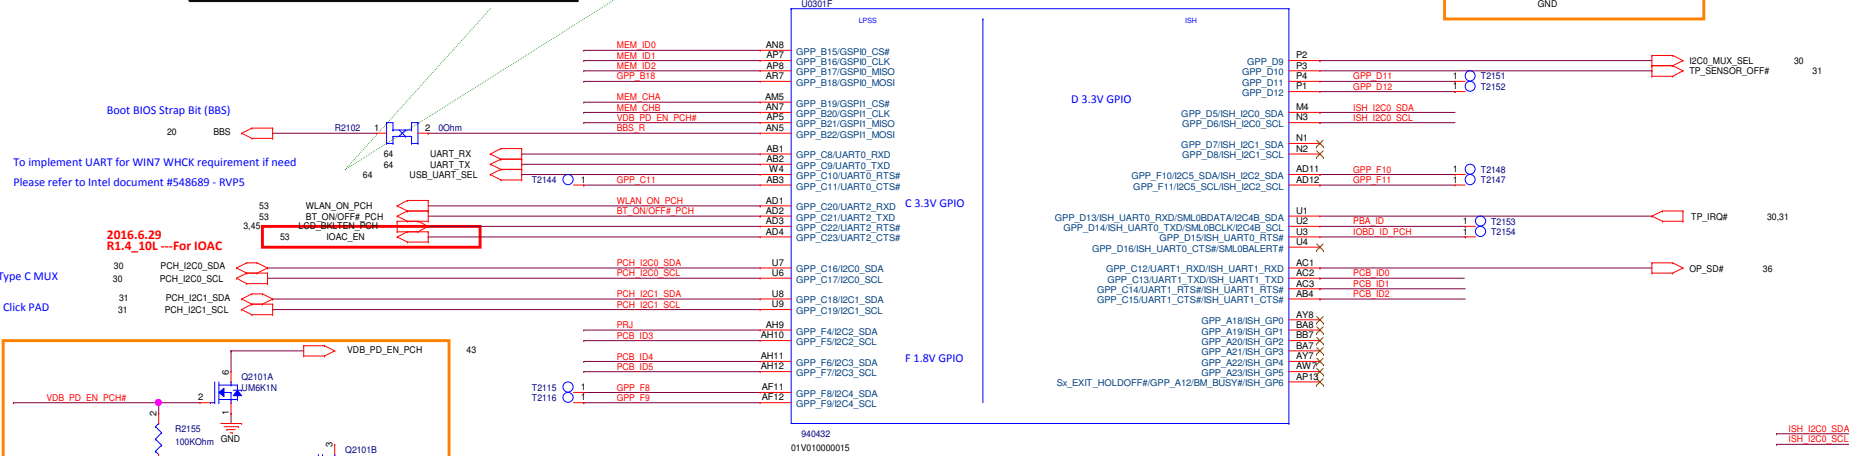 U0301F
GND
LPSS
ISH
MEM_ID0 AN8 GPP_B15/GSPI0_CS#
MEM_ID1 AP7 GPP_B16/GSPI0_CLK
MEM_ID2 AP8 GPP_B17/GSPI0_MISO
GPP_B18 AR7 GPP_B18/GSPI0_MOSI
MEM_CHA AM5 GPP_B19/GSPI1_CS#
MEM_CHB AN7 GPP_B20/GSPI1_CLK
VDB_PD_EN_PCH# AP5 GPP_B21/GSPI1_MISO
BBS_R AN5 GPP_B22/GSPI1_MOSI
Boot BIOS Strap Bit (BBS)
20 BBS R2102 1 2 0Ohm
To implement UART for WIN7 WHCK requirement if need
Please refer to Intel document #548689 - RVP5
64 UART_RX AB1 GPP_C8/UART0_RXD
64 UART_TX AB2 GPP_C9/UART0_TXD
64 USB_UART_SEL W4 GPP_C10/UART0_RTS#
T2144 1 GPP_C11 AB3 GPP_C11/UART0_CTS#
53 WLAN_ON_PCH WLAN_ON_PCH AD1 GPP_C20/UART2_RXD
53 BT_ON/OFF#_PCH BT_ON/OFF#_PCH AD2 GPP_C21/UART2_TXD
3,45 LCD_BKLTEN_PCH AD3 GPP_C22/UART2_RTS#
53 IOAC_EN AD4 GPP_C23/UART2_CTS#
C 3.3V GPIO
2016.6.29
R1.4_10L ---For IOAC
Type C MUX
30 PCH_I2C0_SDA PCH_I2C0_SDA U7 GPP_C16/I2C0_SDA
30 PCH_I2C0_SCL PCH_I2C0_SCL U6 GPP_C17/I2C0_SCL
Click PAD
31 PCH_I2C1_SDA PCH_I2C1_SDA U8 GPP_C18/I2C1_SDA
31 PCH_I2C1_SCL PCH_I2C1_SCL U9 GPP_C19/I2C1_SCL
PRJ AH9 GPP_F4/I2C2_SDA
PCB_ID3 AH10 GPP_F5/I2C2_SCL
PCB_ID4 AH11 GPP_F6/I2C3_SDA
PCB_ID5 AH12 GPP_F7/I2C3_SCL
F 1.8V GPIO
T2115 1 GPP_F8 AF11 GPP_F8/I2C4_SDA
T2116 1 GPP_F9 AF12 GPP_F9/I2C4_SCL
D 3.3V GPIO
GPP_D9 P2 I2C0_MUX_SEL 30
GPP_D10 P3 TP_SENSOR_OFF# 31
GPP_D11 P4 GPP_D11 1 T2151
GPP_D12 P1 GPP_D12 1 T2152
GPP_D5/ISH_I2C0_SDA M4 ISH_I2C0_SDA
GPP_D6/ISH_I2C0_SCL N3 ISH_I2C0_SCL
GPP_D7/ISH_I2C1_SDA N1
GPP_D8/ISH_I2C1_SCL N2
GPP_F10/I2C5_SDA/ISH_I2C2_SDA AD11 GPP_F10 1 T2148
GPP_F11/I2C5_SCL/ISH_I2C2_SCL AD12 GPP_F11 1 T2147
GPP_D13/ISH_UART0_RXD/SML0BDATA/I2C4B_SDA U1 TP_IRQ# 30,31
GPP_D14/ISH_UART0_TXD/SML0BCLK/I2C4B_SCL U2 PBA_ID 1 T2153
GPP_D15/ISH_UART0_RTS# U3 IOBD_ID_PCH 1 T2154
GPP_D16/ISH_UART0_CTS#/SML0BALERT# U4
GPP_C12/UART1_RXD/ISH_UART1_RXD AC1 OP_SD# 36
GPP_C13/UART1_TXD/ISH_UART1_TXD AC2 PCB_ID0
GPP_C14/UART1_RTS#/ISH_UART1_RTS# AC3 PCB_ID1
GPP_C15/UART1_CTS#/ISH_UART1_CTS# AB4 PCB_ID2
GPP_A18/ISH_GP0 AY8
GPP_A19/ISH_GP1 BA8
GPP_A20/ISH_GP2 BB7
GPP_A21/ISH_GP3 BA7
GPP_A22/ISH_GP4 AY7
GPP_A23/ISH_GP5 AW7
Sx_EXIT_HOLDOFF#/GPP_A12/BM_BUSY#/ISH_GP6 AP13
940432
01V010000015
VDB_PD_EN_PCH 43
6
Q2101A
UM6K1N
VDB_PD_EN_PCH# 2
1
GND
2
R2155
100KOhm
3
Q2101B
ISH_I2C0_SDA
ISH_I2C0_SCL